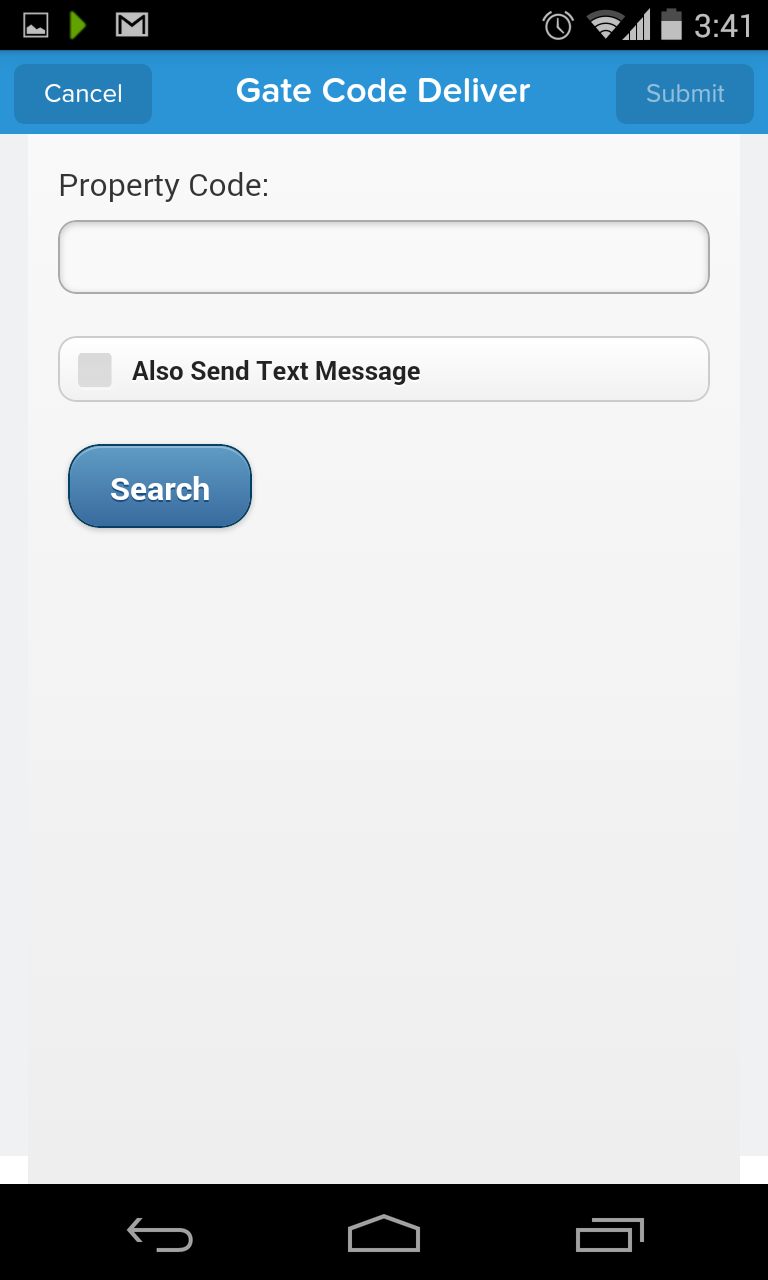 3:41
Cancel
Gate Code Deliver
Submit
Property Code:
Also Send Text Message
Search